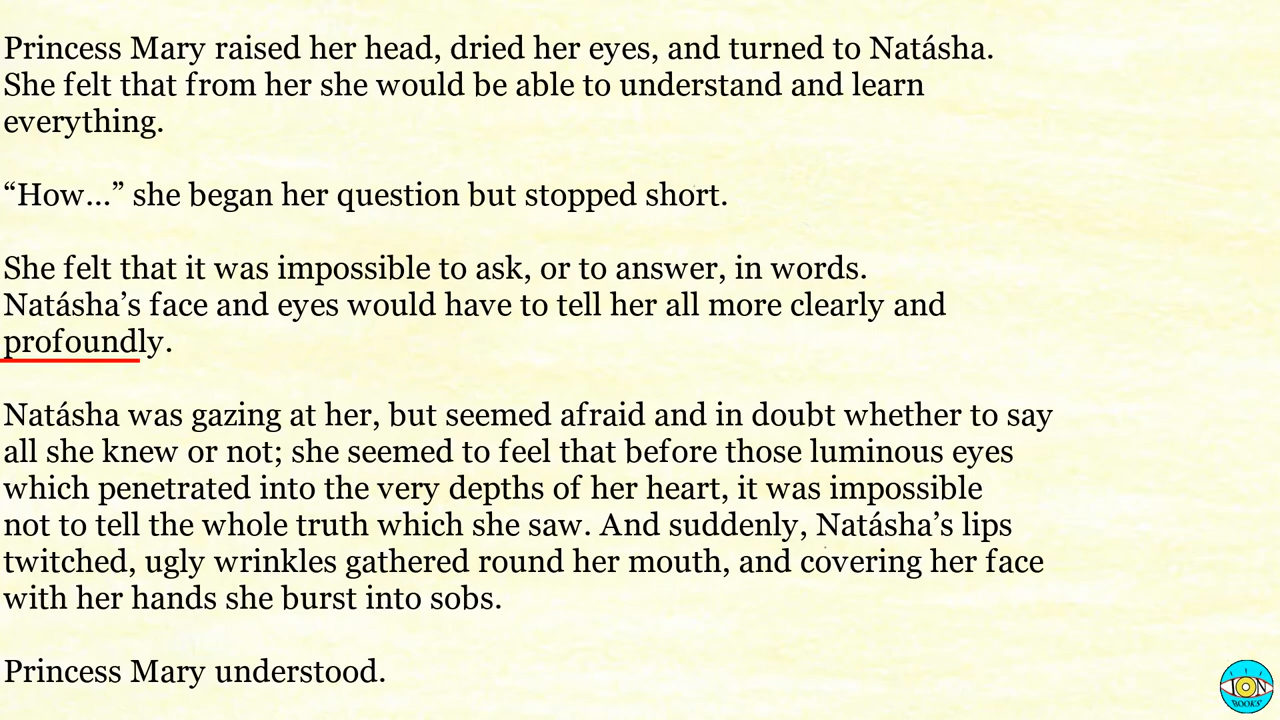 Princess Mary raised her head, dried her eyes, and turned to Natásha.
She felt that from her she would be able to understand and learn
everything.
“How...” she began her question but stopped short.
She felt that it was impossible to ask, or to answer, in words.
Natásha’s face and eyes would have to tell her all more clearly and
profoundly.
Natásha was gazing at her, but seemed afraid and in doubt whether to say
all she knew or not; she seemed to feel that before those luminous eyes
which penetrated into the very depths of her heart, it was impossible
not to tell the whole truth which she saw. And suddenly, Natásha’s lips
twitched, ugly wrinkles gathered round her mouth, and covering her face
with her hands she burst into sobs.
Princess Mary understood.
ION
BOOKS